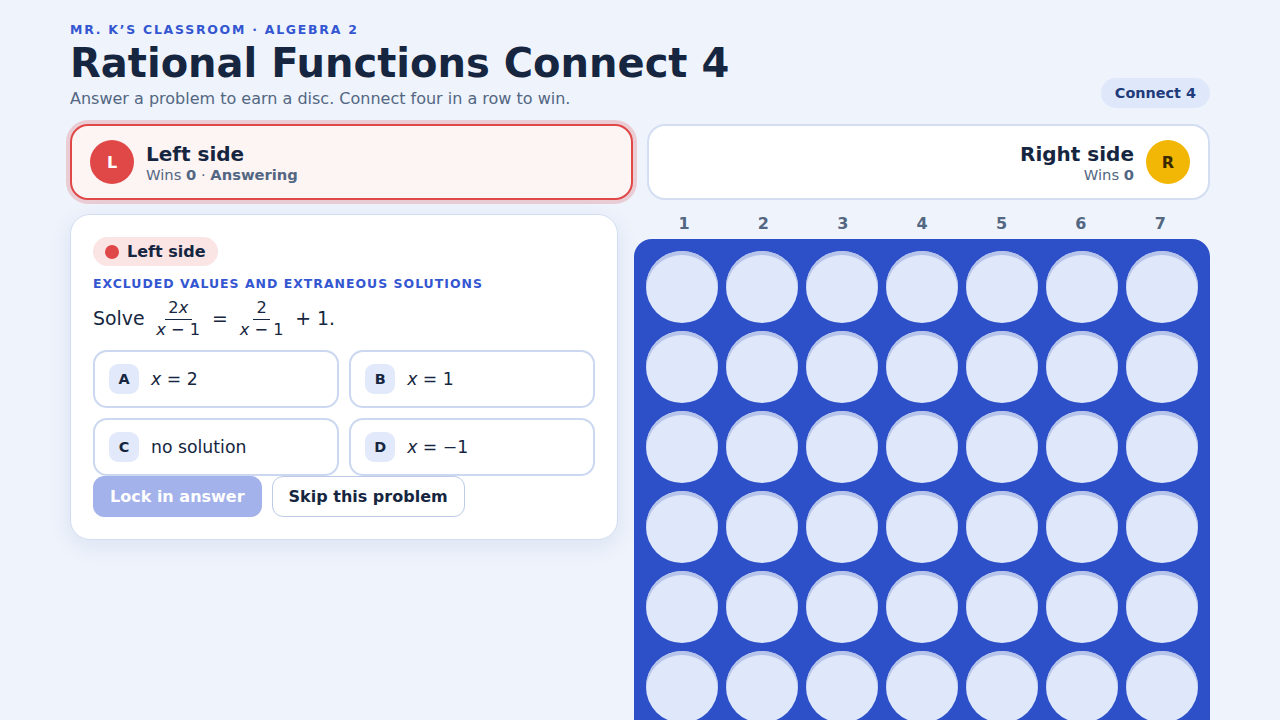 MR. K’S CLASSROOM · ALGEBRA 2
Rational Functions Connect 4
Answer a problem to earn a disc. Connect four in a row to win.
Connect 4
L
Left side
Wins 0 · Answering
Right side
Wins 0
R
Left side
EXCLUDED VALUES AND EXTRANEOUS SOLUTIONS
Solve 2x/(x − 1) = 2/(x − 1) + 1.
A x = 2
B x = 1
C no solution
D x = −1
Lock in answer
Skip this problem
1 2 3 4 5 6 7